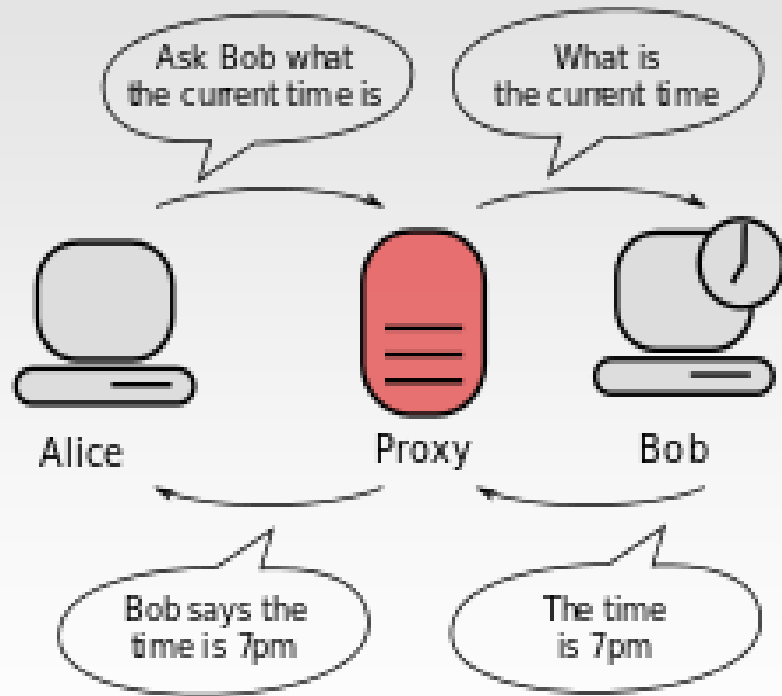 Ask Bob what
the current time is
What is
the current time
Alice
Proxy
Bob
Bob says the
time is 7pm
The time
is 7pm